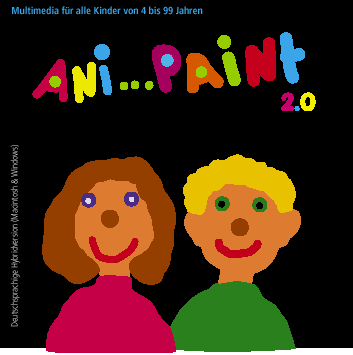 Multimedia für alle Kinder von 4 bis 99 Jahren
Ani...Paint
2.0
Deutschsprachige Hybridversion (Macintosh & Windows)